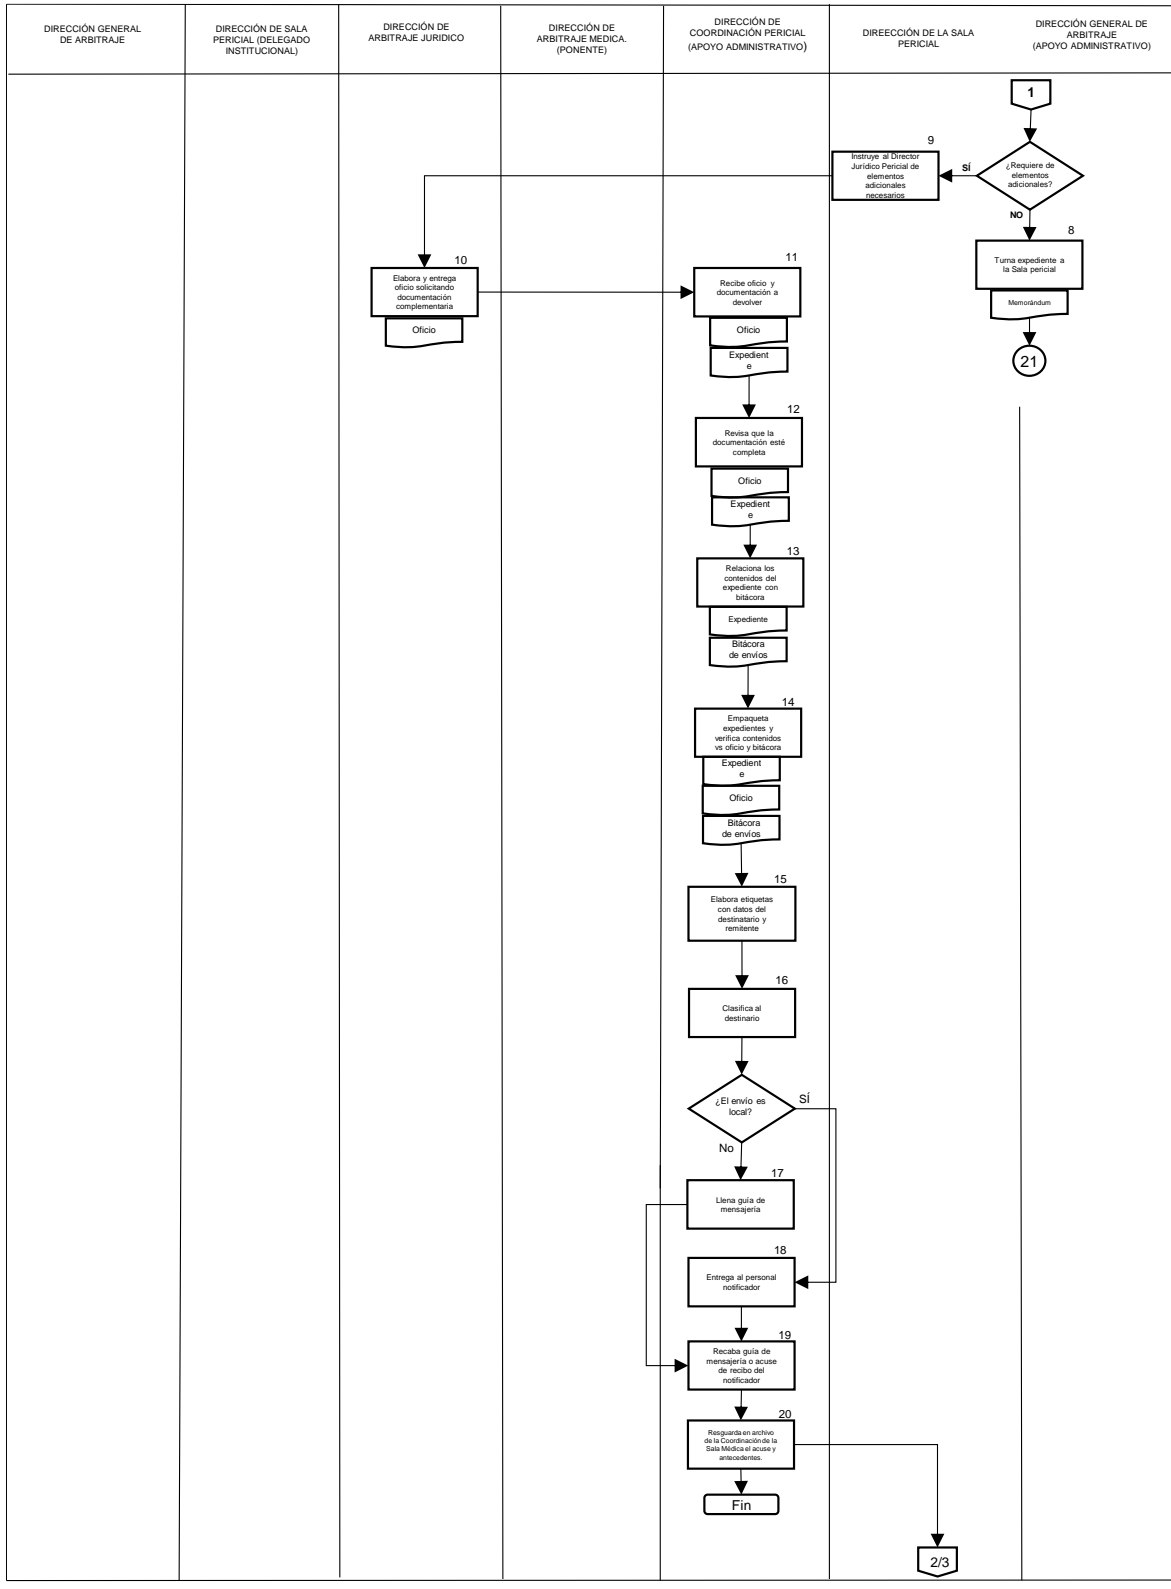 DIRECCIÓN GENERAL
DE ARBITRAJE
DIRECCIÓN DE SALA
PERICIAL (DELEGADO
INSTITUCIONAL)
DIRECCIÓN DE
ARBITRAJE JURIDICO
DIRECCIÓN DE
ARBITRAJE MEDICA.
(PONENTE)
DIRECCIÓN DE
COORDINACIÓN PERICIAL
(APOYO ADMINISTRATIVO)
DIREECCIÓN DE LA SALA
PERICIAL
DIRECCIÓN GENERAL DE
ARBITRAJE
(APOYO ADMINISTRATIVO)
1
¿Requiere de
elementos
adicionales?
SÍ
NO
9
Instruye al Director
Jurídico Pericial de
elementos
adicionales
necesarios
8
Turna expediente a
la Sala pericial
Memorándum
21
10
Elabora y entrega
oficio solicitando
documentación
complementaria
Oficio
11
Recibe oficio y
documentación a
devolver
Oficio
Expedient
e
12
Revisa que la
documentación esté
completa
Oficio
Expedient
e
13
Relaciona los
contenidos del
expediente con
bitácora
Expediente
Bitácora
de envíos
14
Empaqueta
expedientes y
verifica contenidos
vs oficio y bitácora
Expedient
e
Oficio
Bitácora
de envíos
15
Elabora etiquetas
con datos del
destinatario y
remitente
16
Clasifica al
destinario
¿El envío es
local?
SÍ
No
17
Llena guía de
mensajería
18
Entrega al personal
notificador
19
Recaba guía de
mensajería o acuse
de recibo del
notificador
20
Resguarda en archivo
de la Coordinación de la
Sala Médica el acuse y
antecedentes.
Fin
2/3